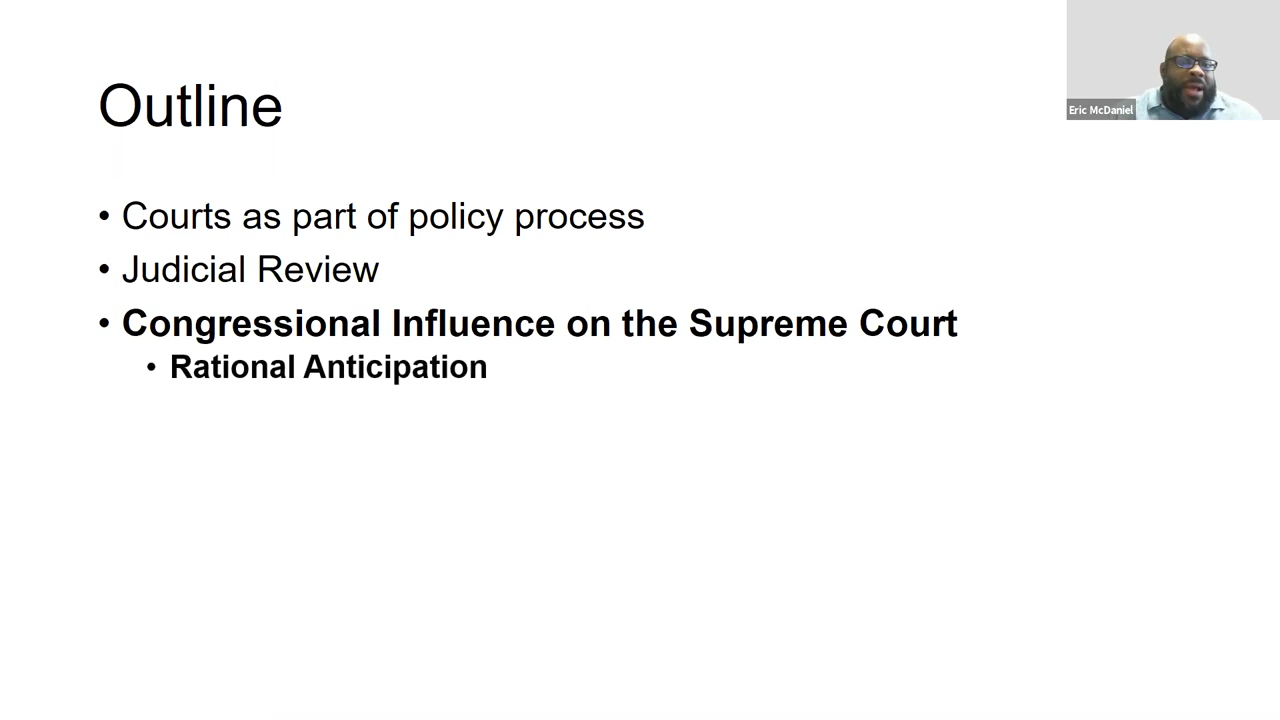 Outline
Eric McDaniel
• Courts as part of policy process
• Judicial Review
• Congressional Influence on the Supreme Court
• Rational Anticipation